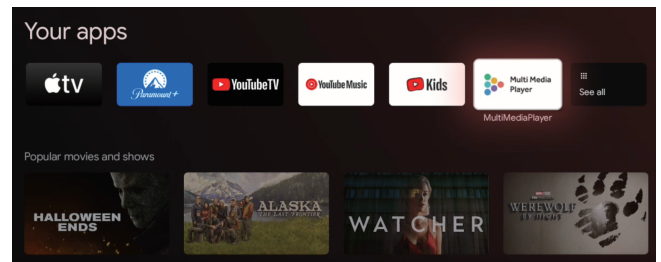 Your apps
tv
Paramount+
YouTubeTV
YouTube Music
Kids
Multi Media
Player
See all
MultiMediaPlayer
Popular movies and shows
HALLOWEEN
ENDS
ALASKA
THE LAST FRONTIER
WATCHER
WEREWOLF
BY NIGHT